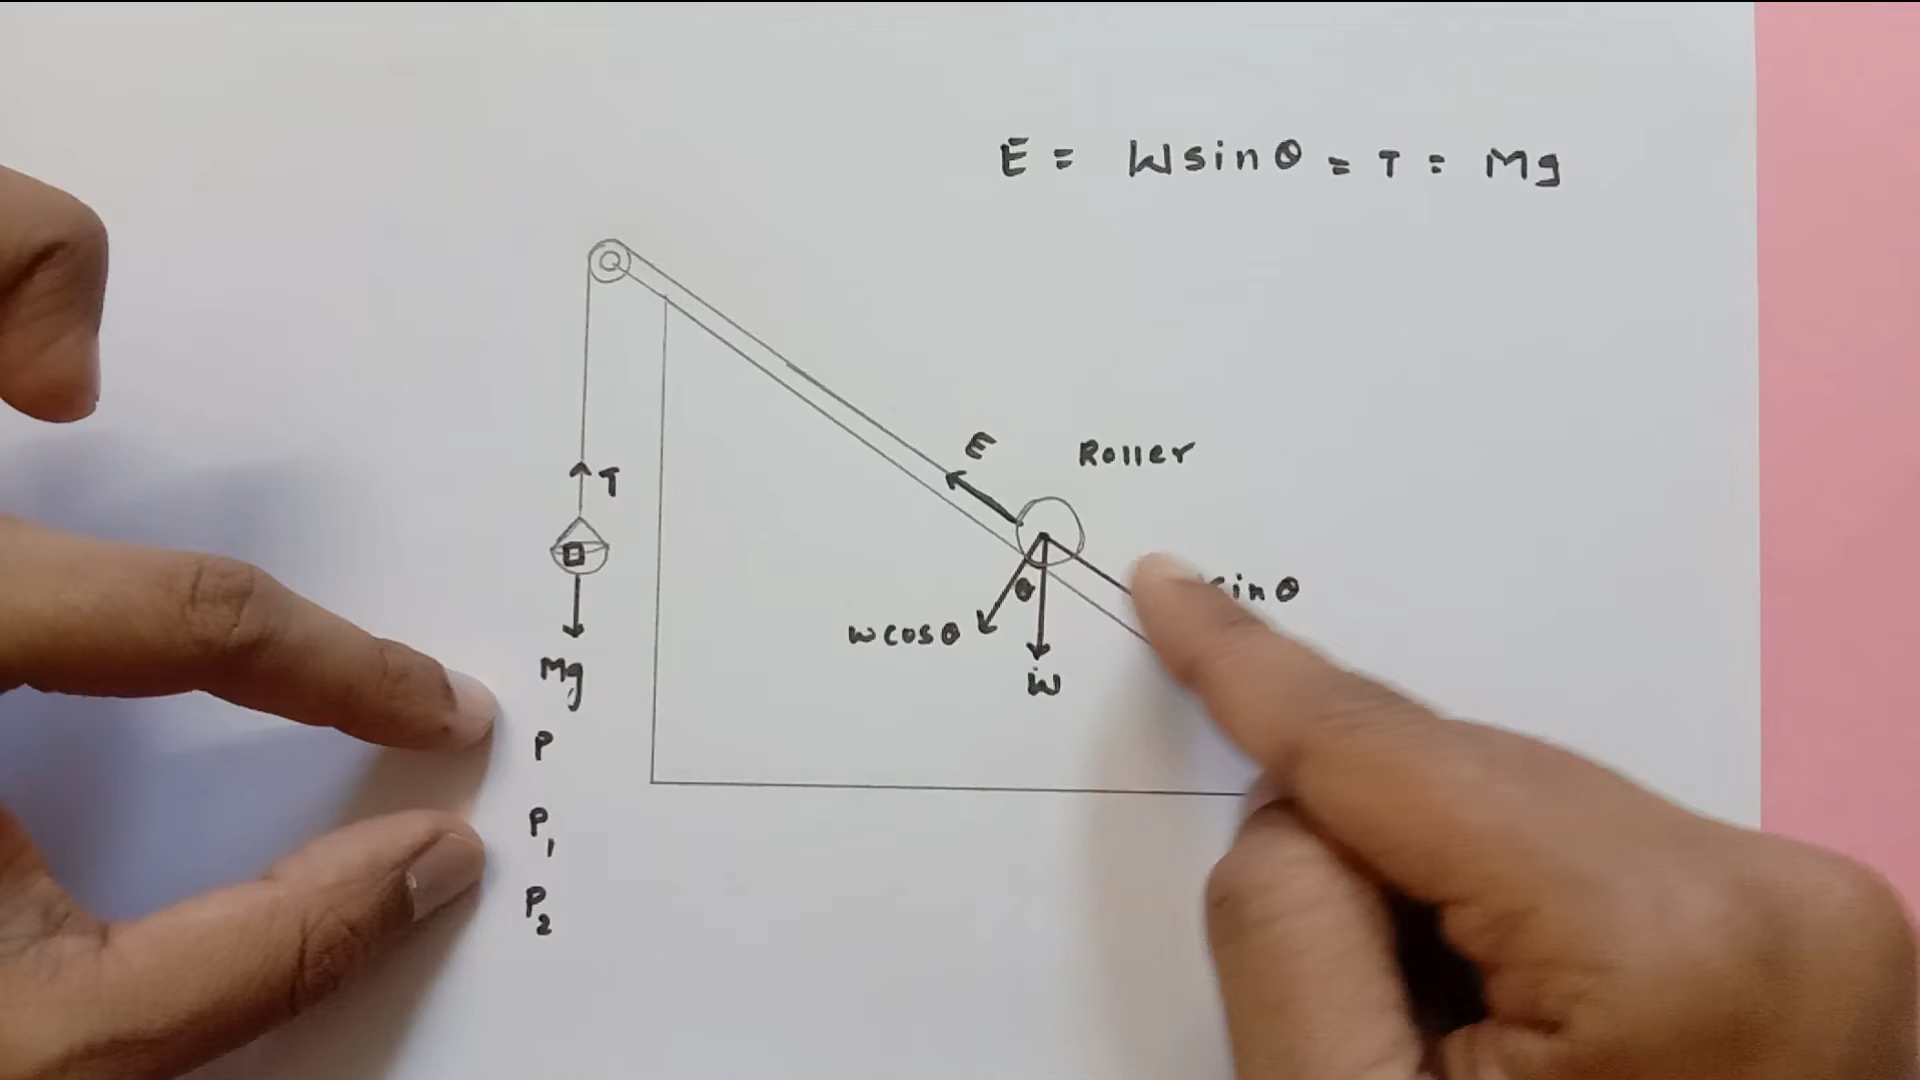 E = Wsinθ = T = Mg
E
Roller
T
θ
wcosθ
W
Mg
P
P1
P2